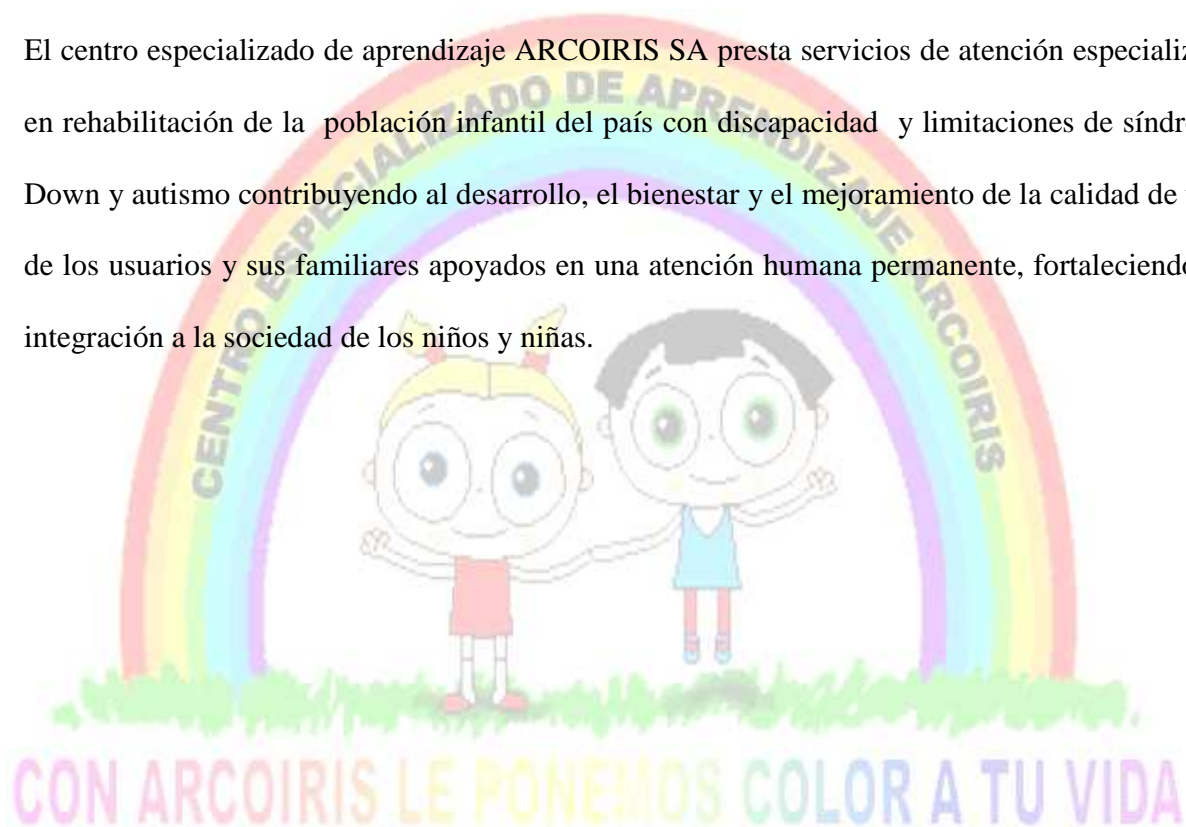 El centro especializado de aprendizaje ARCOIRIS SA presta servicios de atención
en rehabilitación de la población infantil del país con discapacidad y limitaciones de
Down y autismo contribuyendo al desarrollo, el bienestar y el mejoramiento de la calidad de
de los usuarios y sus familiares apoyados en una atención humana permanente,
integración a la sociedad de los niños y niñas.
CENTRO ESPECIALIZADO DE APRENDIZAJE ARCOIRIS
CON ARCOIRIS LE PONEMOS COLOR A TU VIDA